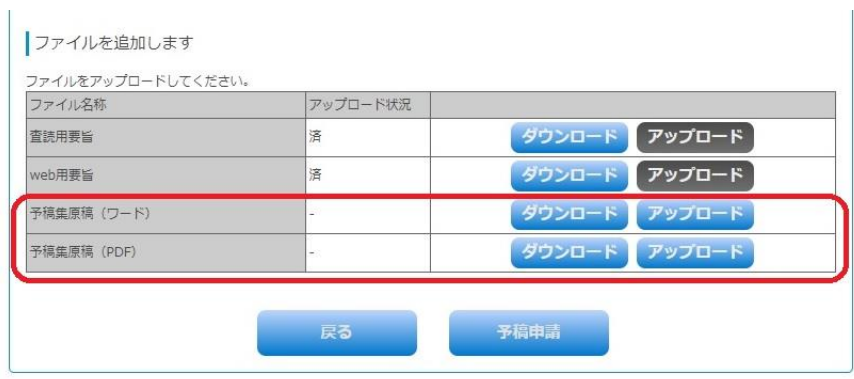 ファイルを追加します
ファイルをアップロードしてください。
ファイル名称 アップロード状況
査読用要旨 済 ダウンロード アップロード
web用要旨 済 ダウンロード アップロード
予稿集原稿（ワード） - ダウンロード アップロード
予稿集原稿（PDF） - ダウンロード アップロード
戻る 予稿申請